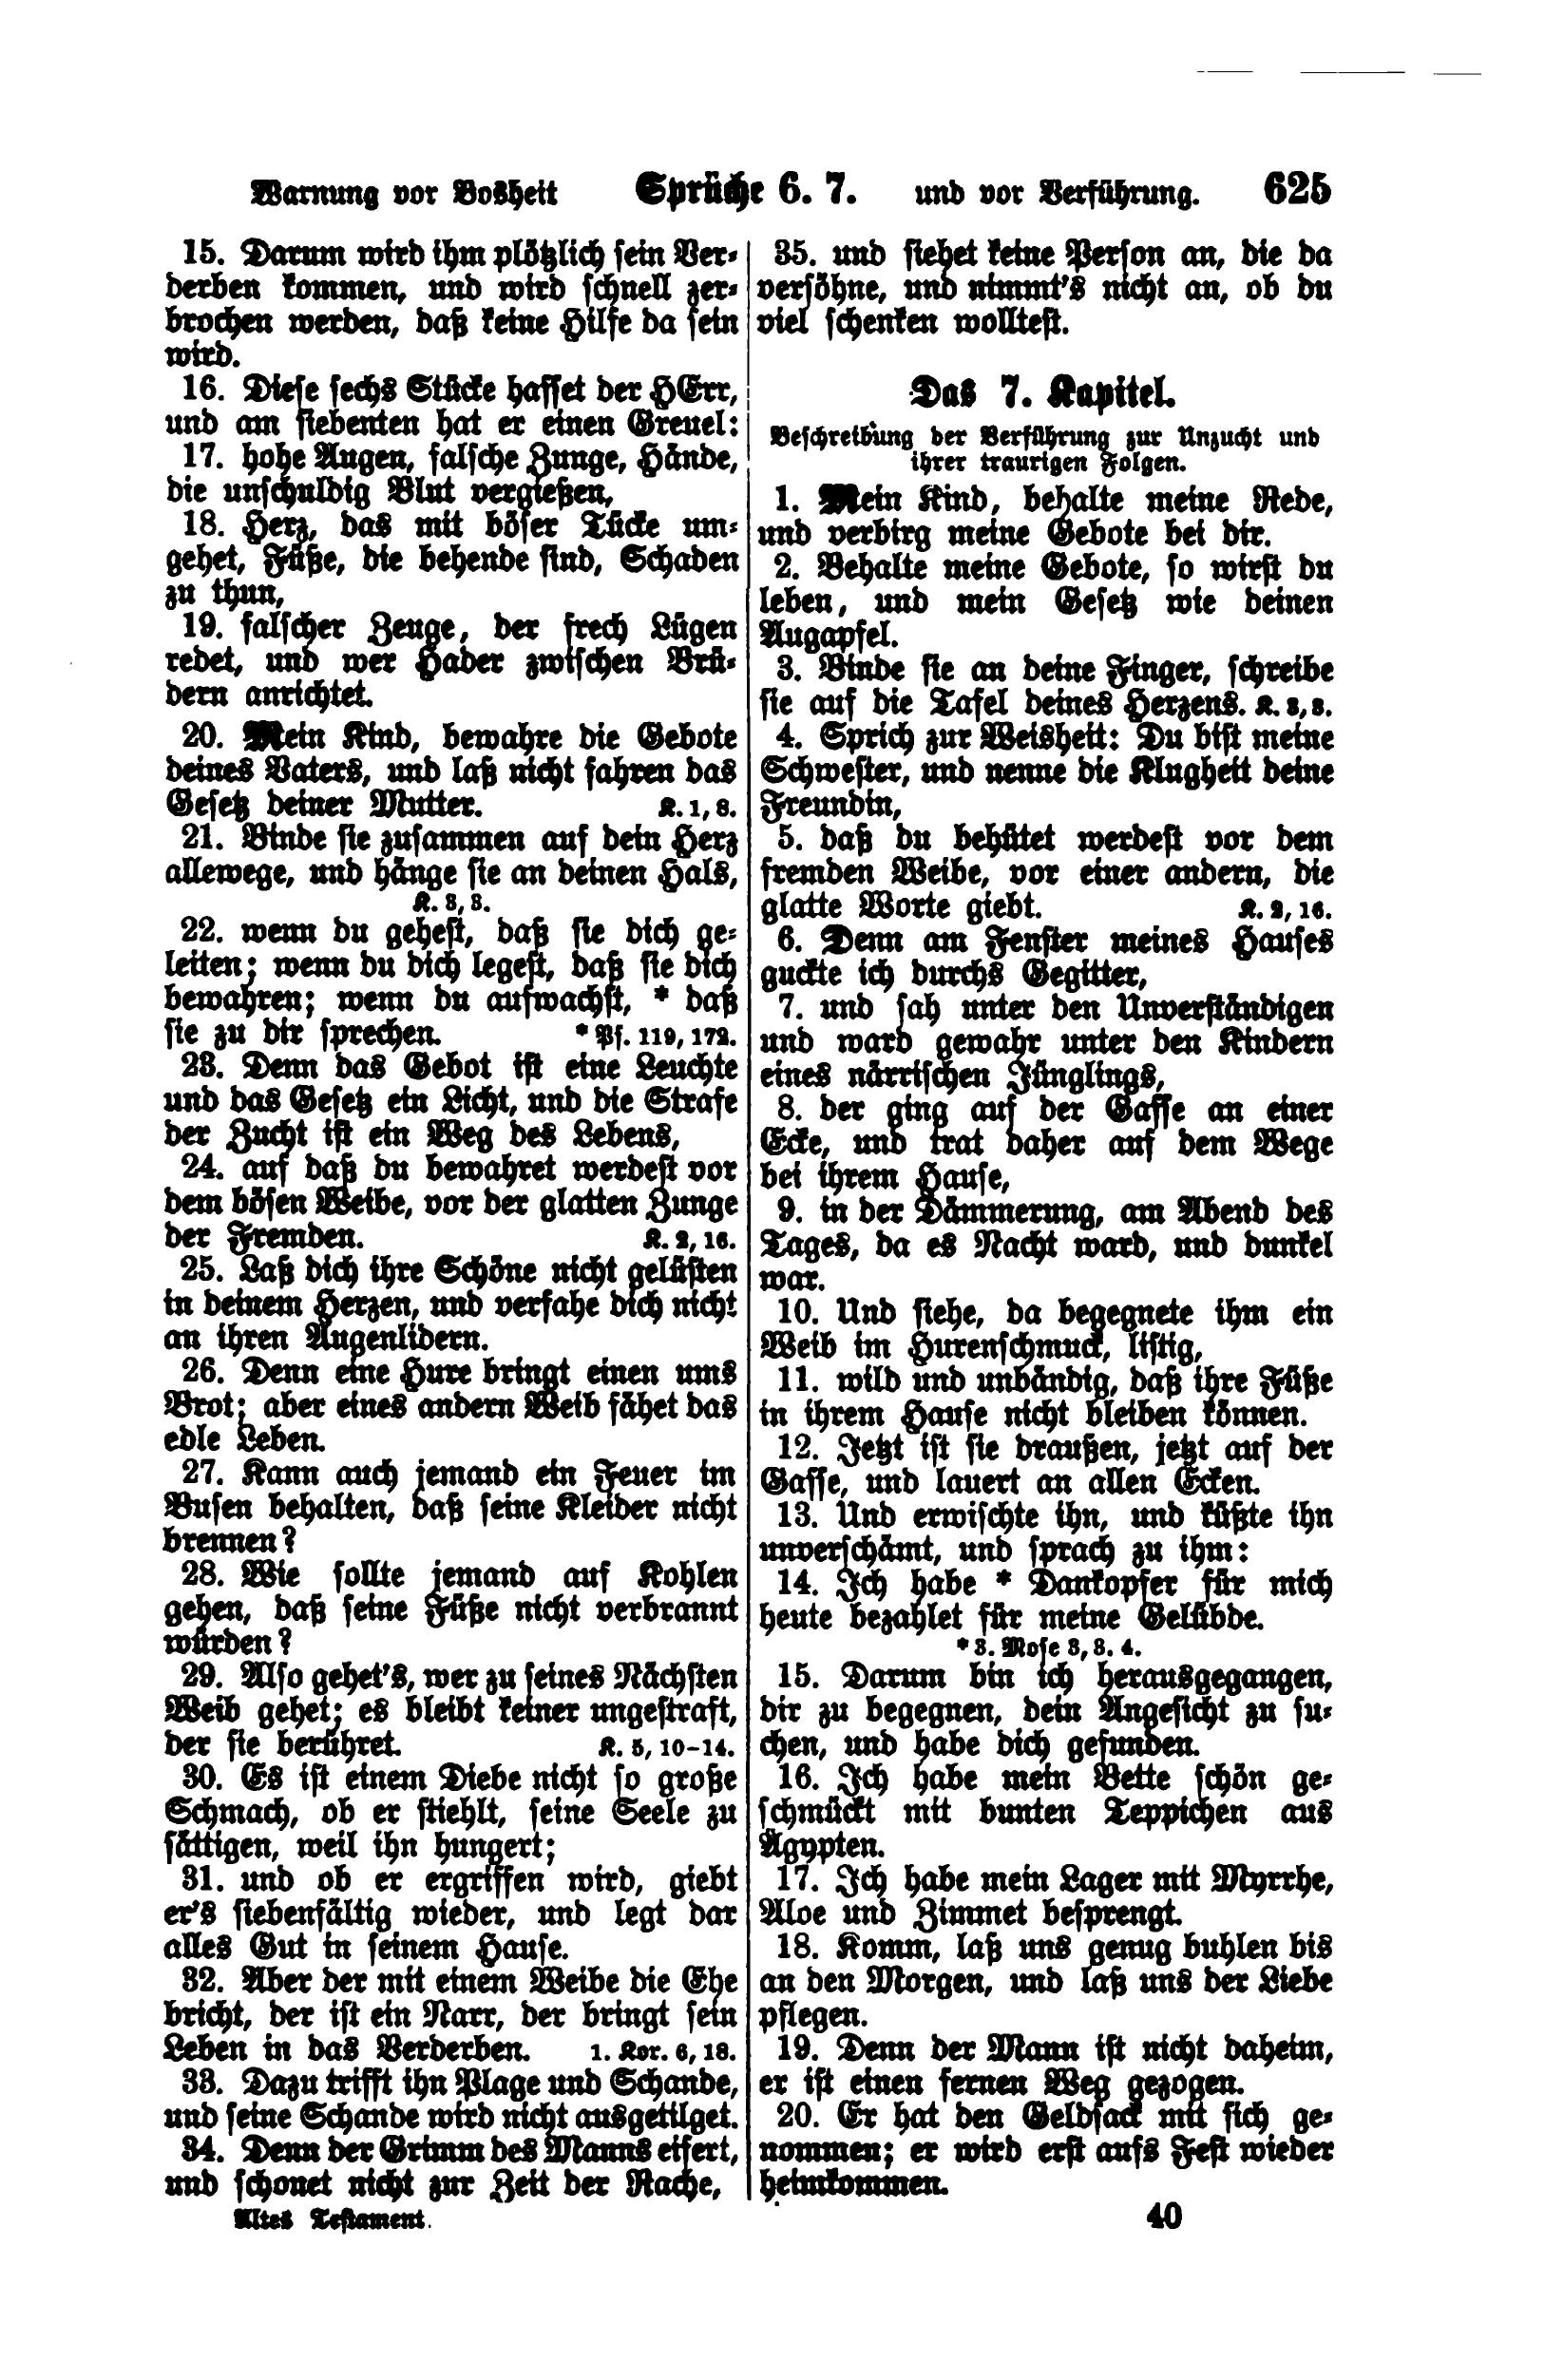 Warnung vor Bosheit Sprüche 6. 7. und vor Verführung. 625
15. Darum wird ihm plötzlich sein Ver-
derben kommen, und wird schnell zer-
brochen werden, daß keine Hilfe da sein
wird.
16. Diese sechs Stücke hasset der HErr,
und am siebenten hat er einen Greuel:
17. hohe Augen, falsche Zunge, Hände,
die unschuldig Blut vergießen,
18. Herz, das mit böser Tücke um-
gehet, Füße, die behende sind, Schaden
zu thun,
19. falscher Zeuge, der frech Lügen
redet, und wer Hader zwischen Brü-
dern anrichtet.
20. Mein Kind, bewahre die Gebote
deines Vaters, und laß nicht fahren das
Gesetz deiner Mutter. K. 1, 8.
21. Binde sie zusammen auf dein Herz
allewege, und hänge sie an deinen Hals,
K. 3, 3.
22. wenn du gehest, daß sie dich ge-
leiten; wenn du dich legest, daß sie dich
bewahren; wenn du aufwachst, * daß
sie zu dir sprechen. * Ps. 119, 172.
23. Denn das Gebot ist eine Leuchte
und das Gesetz ein Licht, und die Strafe
der Zucht ist ein Weg des Lebens,
24. auf daß du bewahret werdest vor
dem bösen Weibe, vor der glatten Zunge
der Fremden. K. 2, 16.
25. Laß dich ihre Schöne nicht gelüsten
in deinem Herzen, und verfahe dich nicht
an ihren Augenlidern.
26. Denn eine Hure bringt einen ums
Brot; aber eines andern Weib fähet das
edle Leben.
27. Kann auch jemand ein Feuer im
Busen behalten, daß seine Kleider nicht
brennen?
28. Wie sollte jemand auf Kohlen
gehen, daß seine Füße nicht verbrannt
würden?
29. Also gehet's, wer zu seines Nächsten
Weib gehet; es bleibt keiner ungestraft,
der sie berühret. K. 5, 10-14.
30. Es ist einem Diebe nicht so große
Schmach, ob er stiehlt, seine Seele zu
sättigen, weil ihn hungert;
31. und ob er ergriffen wird, giebt
er's siebenfältig wieder, und legt dar
alles Gut in seinem Hause.
32. Aber der mit einem Weibe die Ehe
bricht, der ist ein Narr, der bringt sein
Leben in das Verderben. 1. Kor. 6, 18.
33. Dazu trifft ihn Plage und Schande,
und seine Schande wird nicht ausgetilget.
34. Denn der Grimm des Manns eifert,
und schonet nicht zur Zeit der Rache,
35. und siehet keine Person an, die da
versöhne, und nimmt's nicht an, ob du
viel schenken wolltest.
Das 7. Kapitel.
Beschreibung der Verführung zur Unzucht und
ihrer traurigen Folgen.
1. Mein Kind, behalte meine Rede,
und verbirg meine Gebote bei dir.
2. Behalte meine Gebote, so wirst du
leben, und mein Gesetz wie deinen
Augapfel.
3. Binde sie an deine Finger, schreibe
sie auf die Tafel deines Herzens. K. 3, 3.
4. Sprich zur Weisheit: Du bist meine
Schwester, und nenne die Klugheit deine
Freundin,
5. daß du behütet werdest vor dem
fremden Weibe, vor einer andern, die
glatte Worte giebt. K. 2, 16.
6. Denn am Fenster meines Hauses
guckte ich durchs Gegitter,
7. und sah unter den Unverständigen
und ward gewahr unter den Kindern
eines närrischen Jünglings,
8. der ging auf der Gasse an einer
Ecke, und trat daher auf dem Wege
bei ihrem Hause,
9. in der Dämmerung, am Abend des
Tages, da es Nacht ward, und dunkel
war.
10. Und siehe, da begegnete ihm ein
Weib im Hurenschmuck, listig,
11. wild und unbändig, daß ihre Füße
in ihrem Hause nicht bleiben können.
12. Jetzt ist sie draußen, jetzt auf der
Gasse, und lauert an allen Ecken.
13. Und erwischte ihn, und küßte ihn
unverschämt, und sprach zu ihm:
14. Ich habe * Dankopfer für mich
heute bezahlet für meine Gelübde.
* 3. Mose 3, 3. 4.
15. Darum bin ich herausgegangen,
dir zu begegnen, dein Angesicht zu su-
chen, und habe dich gefunden.
16. Ich habe mein Bette schön ge-
schmückt mit bunten Teppichen aus
Ägypten.
17. Ich habe mein Lager mit Myrrhe,
Aloe und Zimmet besprengt.
18. Komm, laß uns genug buhlen bis
an den Morgen, und laß uns der Liebe
pflegen.
19. Denn der Mann ist nicht daheim,
er ist einen fernen Weg gezogen.
20. Er hat den Geldsack mit sich ge-
nommen; er wird erst aufs Fest wieder
heimkommen.
Altes Testament. 40